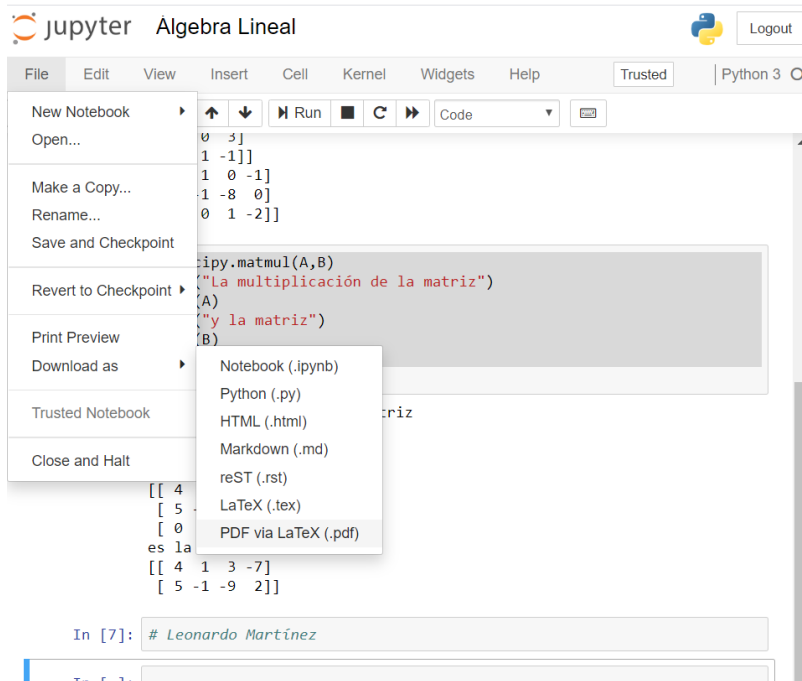 jupyter Álgebra Lineal Logout
File Edit View Insert Cell Kernel Widgets Help Trusted Python 3
Run Code
New Notebook
Open...
Make a Copy...
Rename...
Save and Checkpoint
Revert to Checkpoint
Print Preview
Download as
Trusted Notebook
Close and Halt
Notebook (.ipynb)
Python (.py)
HTML (.html)
Markdown (.md)
reST (.rst)
LaTeX (.tex)
PDF via LaTeX (.pdf)
0 3]
1 -1]]
1 0 -1]
-1 -8 0]
0 1 -2]]
cipy.matmul(A,B)
("La multiplicación de la matriz")
(A)
("y la matriz")
(B)
triz
[[ 4
[ 5 -
[ 0
es la
[[ 4 1 3 -7]
[ 5 -1 -9 2]]
In [7]: # Leonardo Martínez